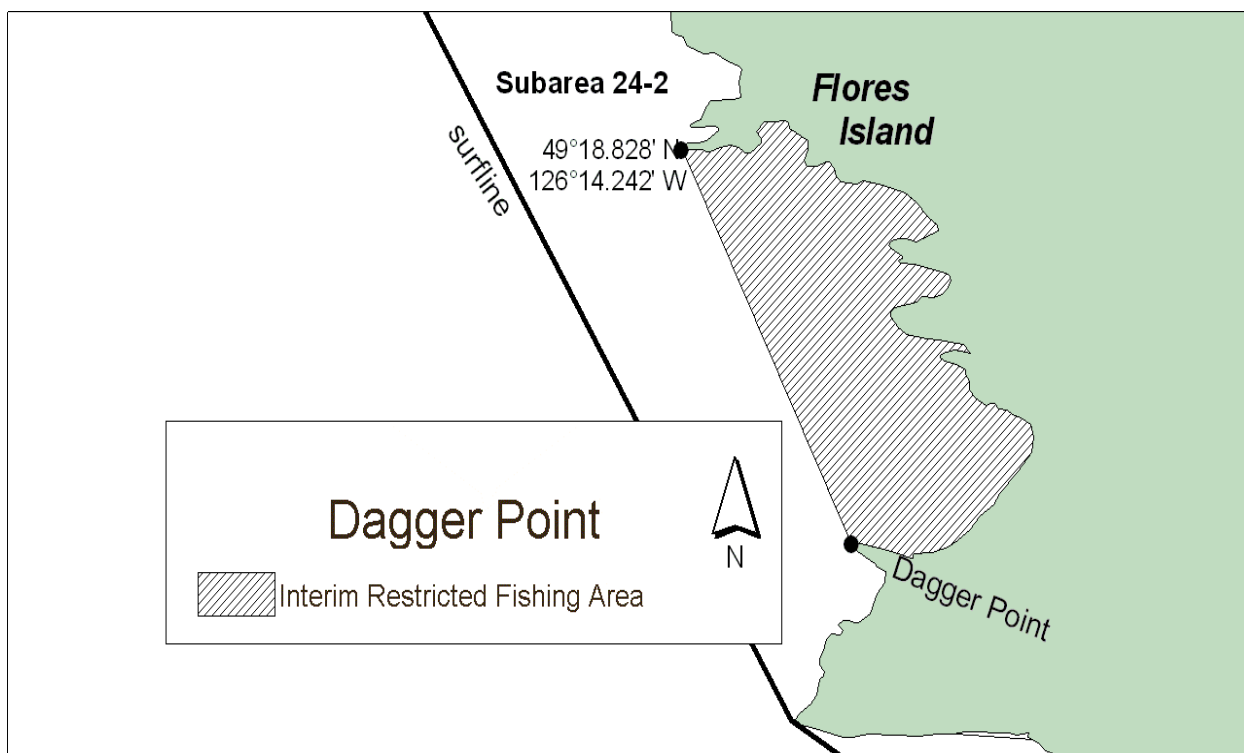 Subarea 24-2
Flores
Island
49°18.828' N
126°14.242' W
surfline
Dagger Point
N
Interim Restricted Fishing Area
Dagger Point